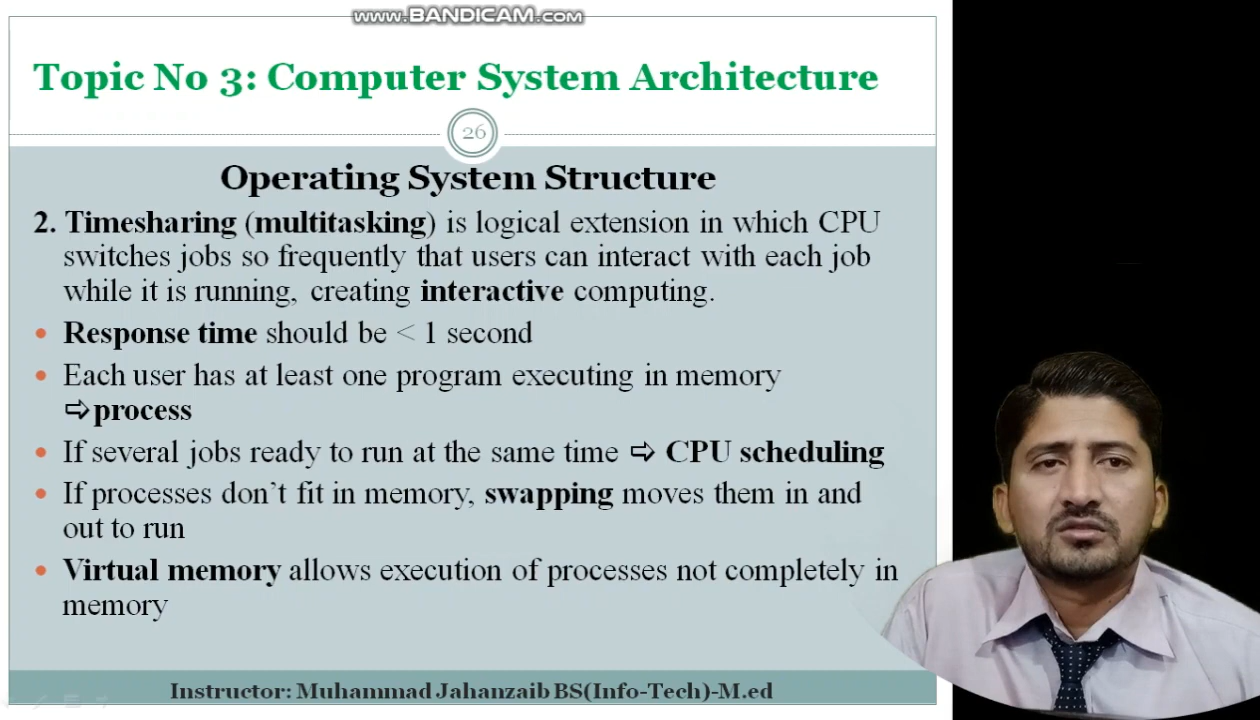 www.BANDICAM.com
Topic No 3: Computer System Architecture
26
Operating System Structure
2. Timesharing (multitasking) is logical extension in which CPU
switches jobs so frequently that users can interact with each job
while it is running, creating interactive computing.
• Response time should be < 1 second
• Each user has at least one program executing in memory
⇨process
• If several jobs ready to run at the same time ⇨ CPU scheduling
• If processes don’t fit in memory, swapping moves them in and
out to run
• Virtual memory allows execution of processes not completely in
memory
Instructor: Muhammad Jahanzaib BS(Info-Tech)-M.ed